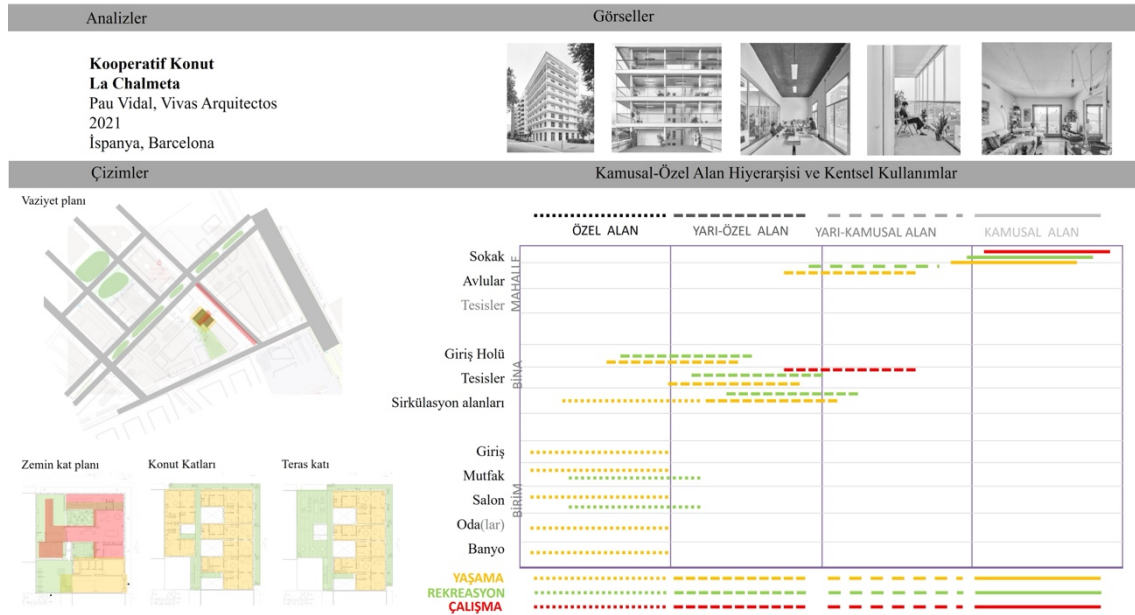 Analizler
Görseller
Kooperatif Konut
La Chalmeta
Pau Vidal, Vivas Arquitectos
2021
İspanya, Barcelona
Çizimler
Kamusal-Özel Alan Hiyerarşisi ve Kentsel Kullanımlar
Vaziyet planı
ÖZEL ALAN
YARI-ÖZEL ALAN
YARI-KAMUSAL ALAN
KAMUSAL ALAN
MAHALLE
Sokak
Avlular
Tesisler
BİNA
Giriş Holü
Tesisler
Sirkülasyon alanları
BİRİM
Giriş
Mutfak
Salon
Oda(lar)
Banyo
Zemin kat planı
Konut Katları
Teras katı
YAŞAMA
REKREASYON
ÇALIŞMA